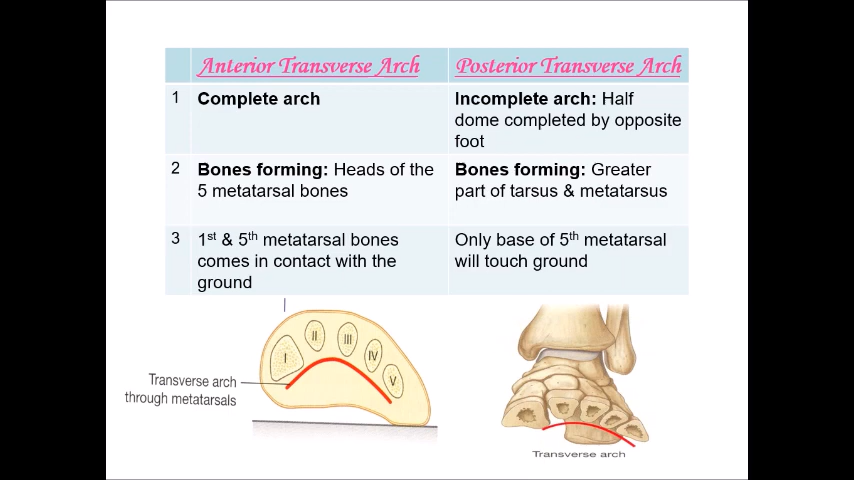 Anterior Transverse Arch Posterior Transverse Arch
1 Complete arch Incomplete arch: Half
dome completed by opposite
foot
2 Bones forming: Heads of the Bones forming: Greater
5 metatarsal bones part of tarsus & metatarsus
3 1st & 5th metatarsal bones Only base of 5th metatarsal
comes in contact with the will touch ground
ground
I II III IV V
Transverse arch
through metatarsals
Transverse arch